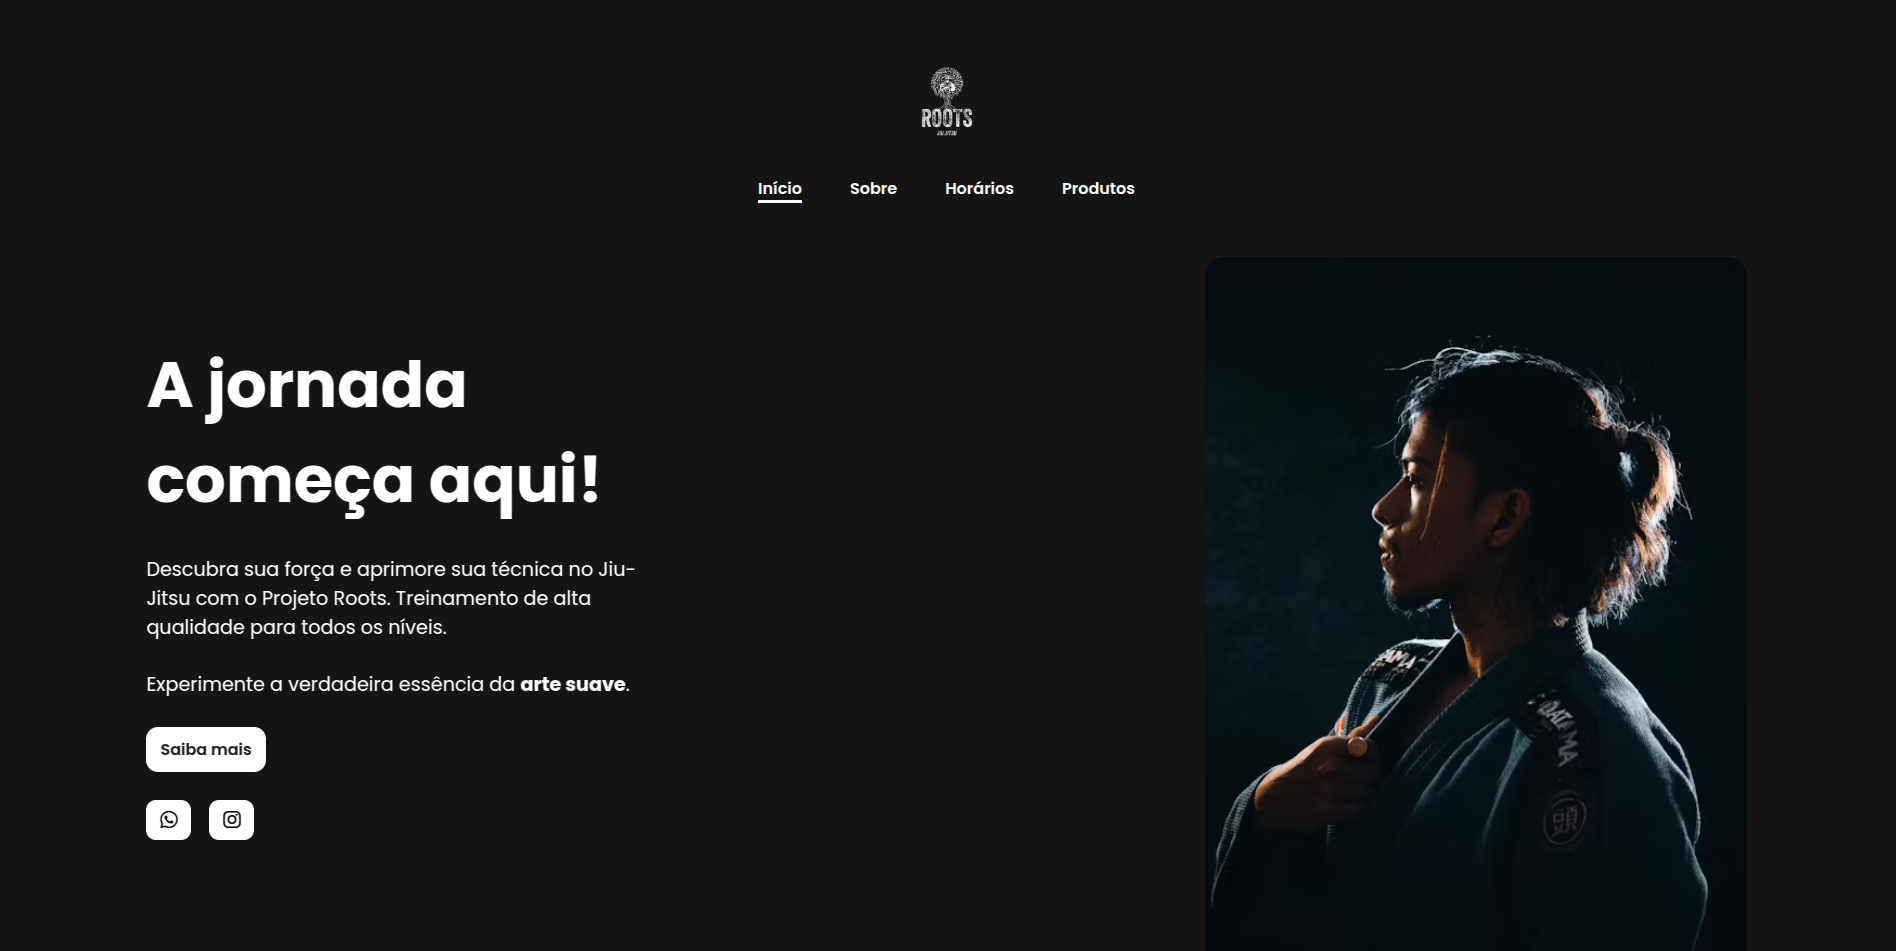 ROOTS
JIU JITSU
Início Sobre Horários Produtos
A jornada
começa aqui!
Descubra sua força e aprimore sua técnica no Jiu-
Jitsu com o Projeto Roots. Treinamento de alta
qualidade para todos os níveis.
Experimente a verdadeira essência da arte suave.
Saiba mais
TATAMA
頭